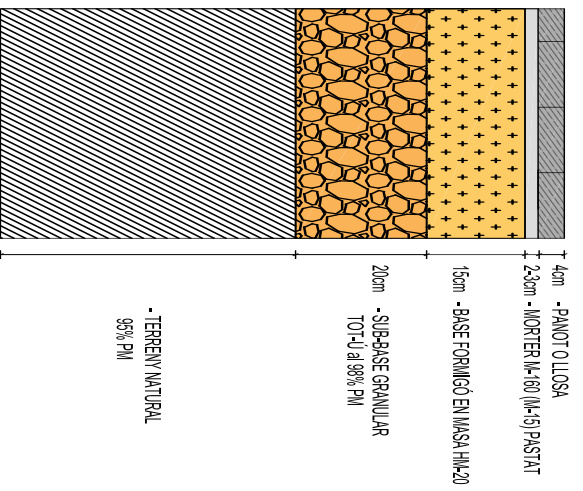 4cm - PANOT O LLOSA
2-3cm - MORTER M-160 (M-15) PASTAT
15cm - BASE FORMIGÓ EN MASA HM-20
20cm - SUB-BASE GRANULAR
TOT-Ú al 98% PM
- TERRENY NATURAL
95% PM